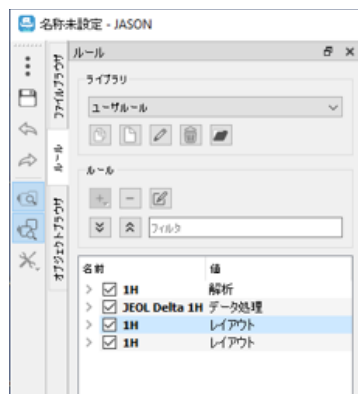 名称未設定 - JASON
ファイルブラウザ
ルール
オブジェクトブラウザ
ルール
ライブラリ
ユーザルール
ルール
フィルタ
名前 値
1H 解析
JEOL Delta 1H データ処理
1H レイアウト
1H レイアウト